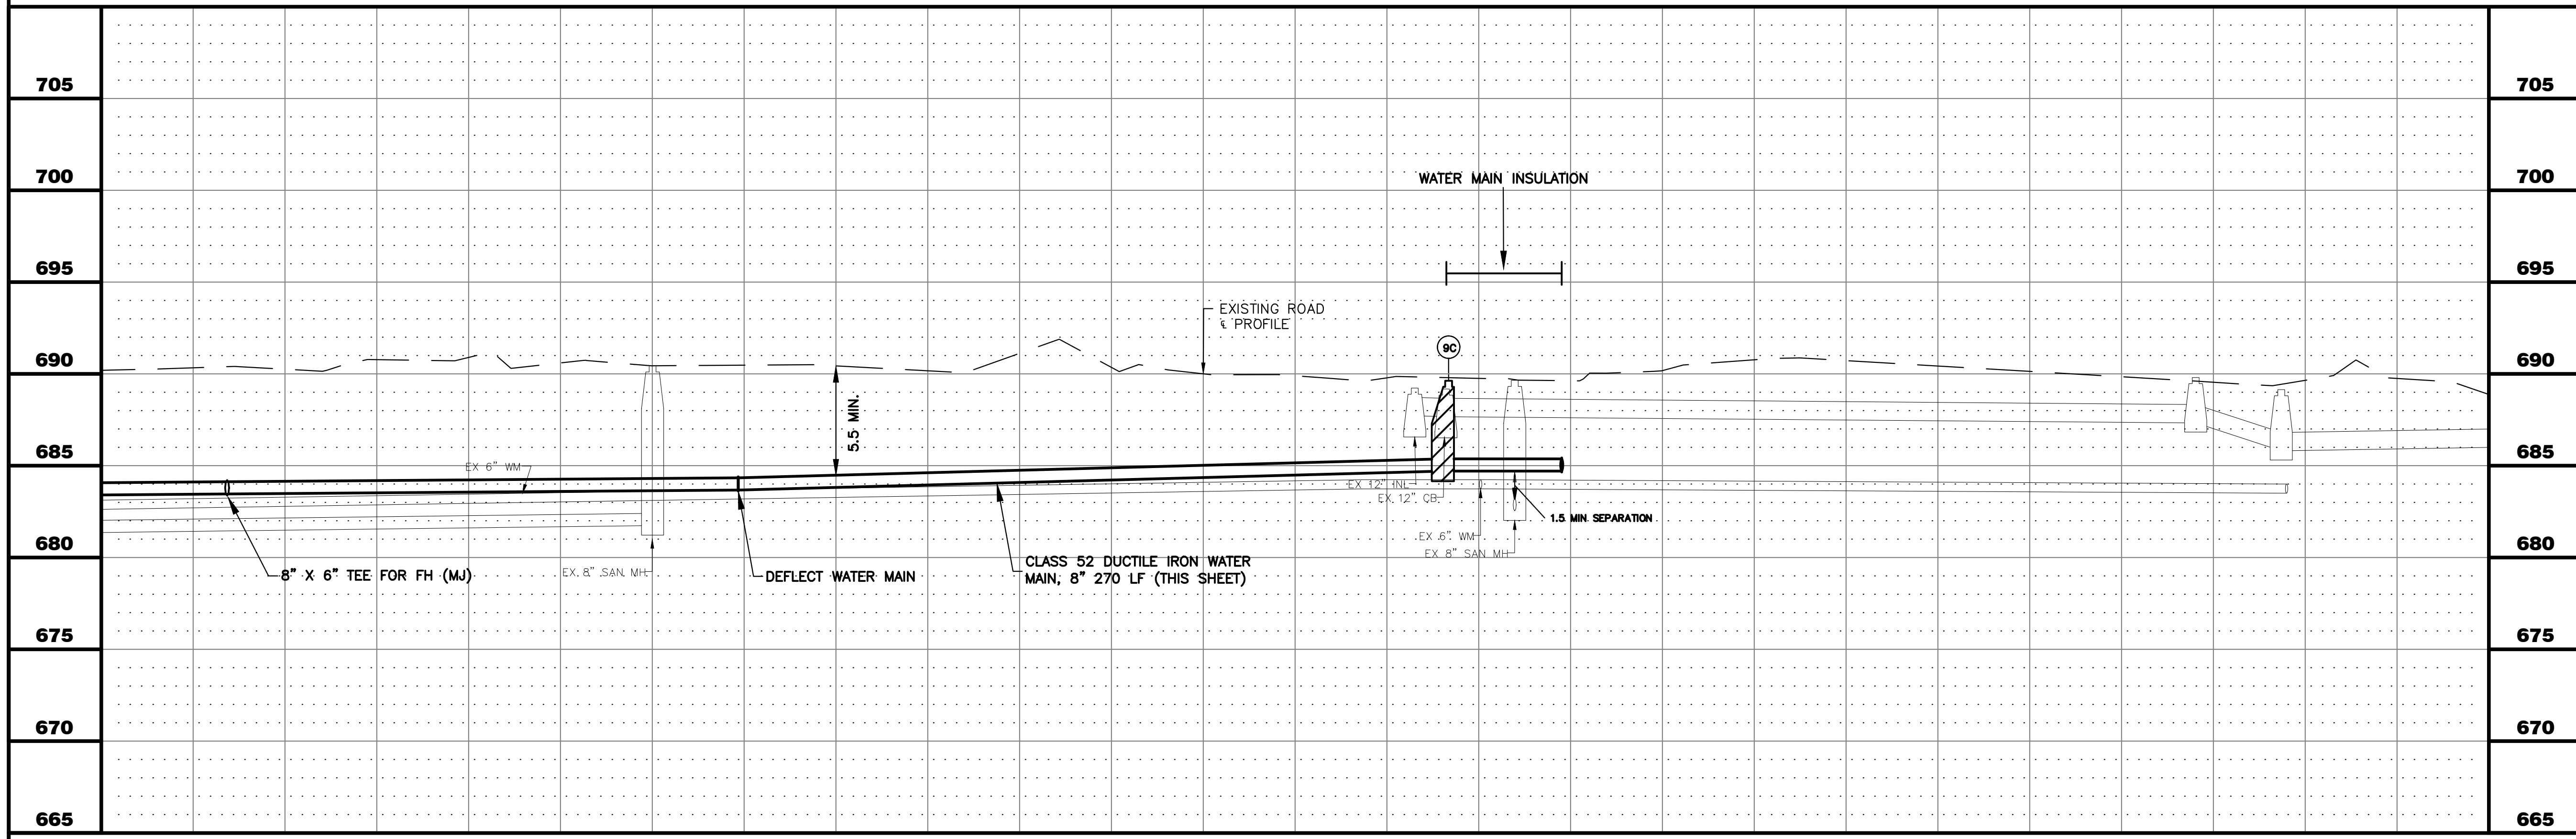 705
705
700
WATER MAIN INSULATION
700
695
695
EXISTING ROAD
℄ PROFILE
690
9C
690
5.5 MIN.
685
EX 6" WM
685
EX 12" INL
EX 12" CB
1.5 MIN SEPARATION
680
EX 6" WM
680
EX 8" SAN MH
8" X 6" TEE FOR FH (MJ)
EX 8" SAN MH
DEFLECT WATER MAIN
CLASS 52 DUCTILE IRON WATER
MAIN, 8" 270 LF (THIS SHEET)
675
675
670
670
665
665